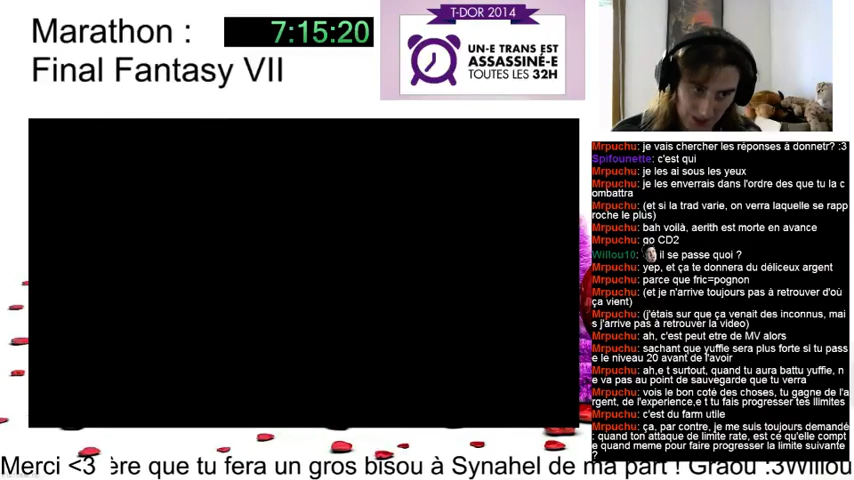 Marathon :
7:15:20
Final Fantasy VII
T-DOR 2014
UN-E TRANS EST
ASSASSINÉ-E
TOUTES LES 32H
Mrpuchu: je vais chercher les réponses à donnetr? :3
Spifounette: c'est qui
Mrpuchu: je les ai sous les yeux
Mrpuchu: je les enverrais dans l'ordre des que tu la c
ombattra
Mrpuchu: (et si la trad varie, on verra laquelle se rapp
roche le plus)
Mrpuchu: bah voilà, aerith est morte en avance
Mrpuchu: go CD2
Willou10: il se passe quoi ?
Mrpuchu: yep, et ça te donnera du déliceux argent
Mrpuchu: parce que fric=pognon
Mrpuchu: (et je n'arrive toujours pas à retrouver d'où
ça vient)
Mrpuchu: (j'étais sur que ça venait des inconnus, mai
s j'arrive pas à retrouver la video)
Mrpuchu: ah, c'est peut etre de MV alors
Mrpuchu: sachant que yuffie sera plus forte si tu pass
e le niveau 20 avant de l'avoir
Mrpuchu: ah,e t surtout, quand tu aura battu yuffie, n
e va pas au point de sauvegarde que tu verra
Mrpuchu: vois le bon coté des choses, tu gagne de l'a
rgent, de l'experience,e t tu fais progresser tes llimites
Mrpuchu: c'est du farm utile
Mrpuchu: ça, par contre, je me suis toujours demandé
: quand ton attaque de limite rate, est ce qu'elle compt
e quand meme pour faire progresser la limite suivante
?
Merci <3 ère que tu fera un gros bisou à Synahel de ma part ! Graou :3Willou